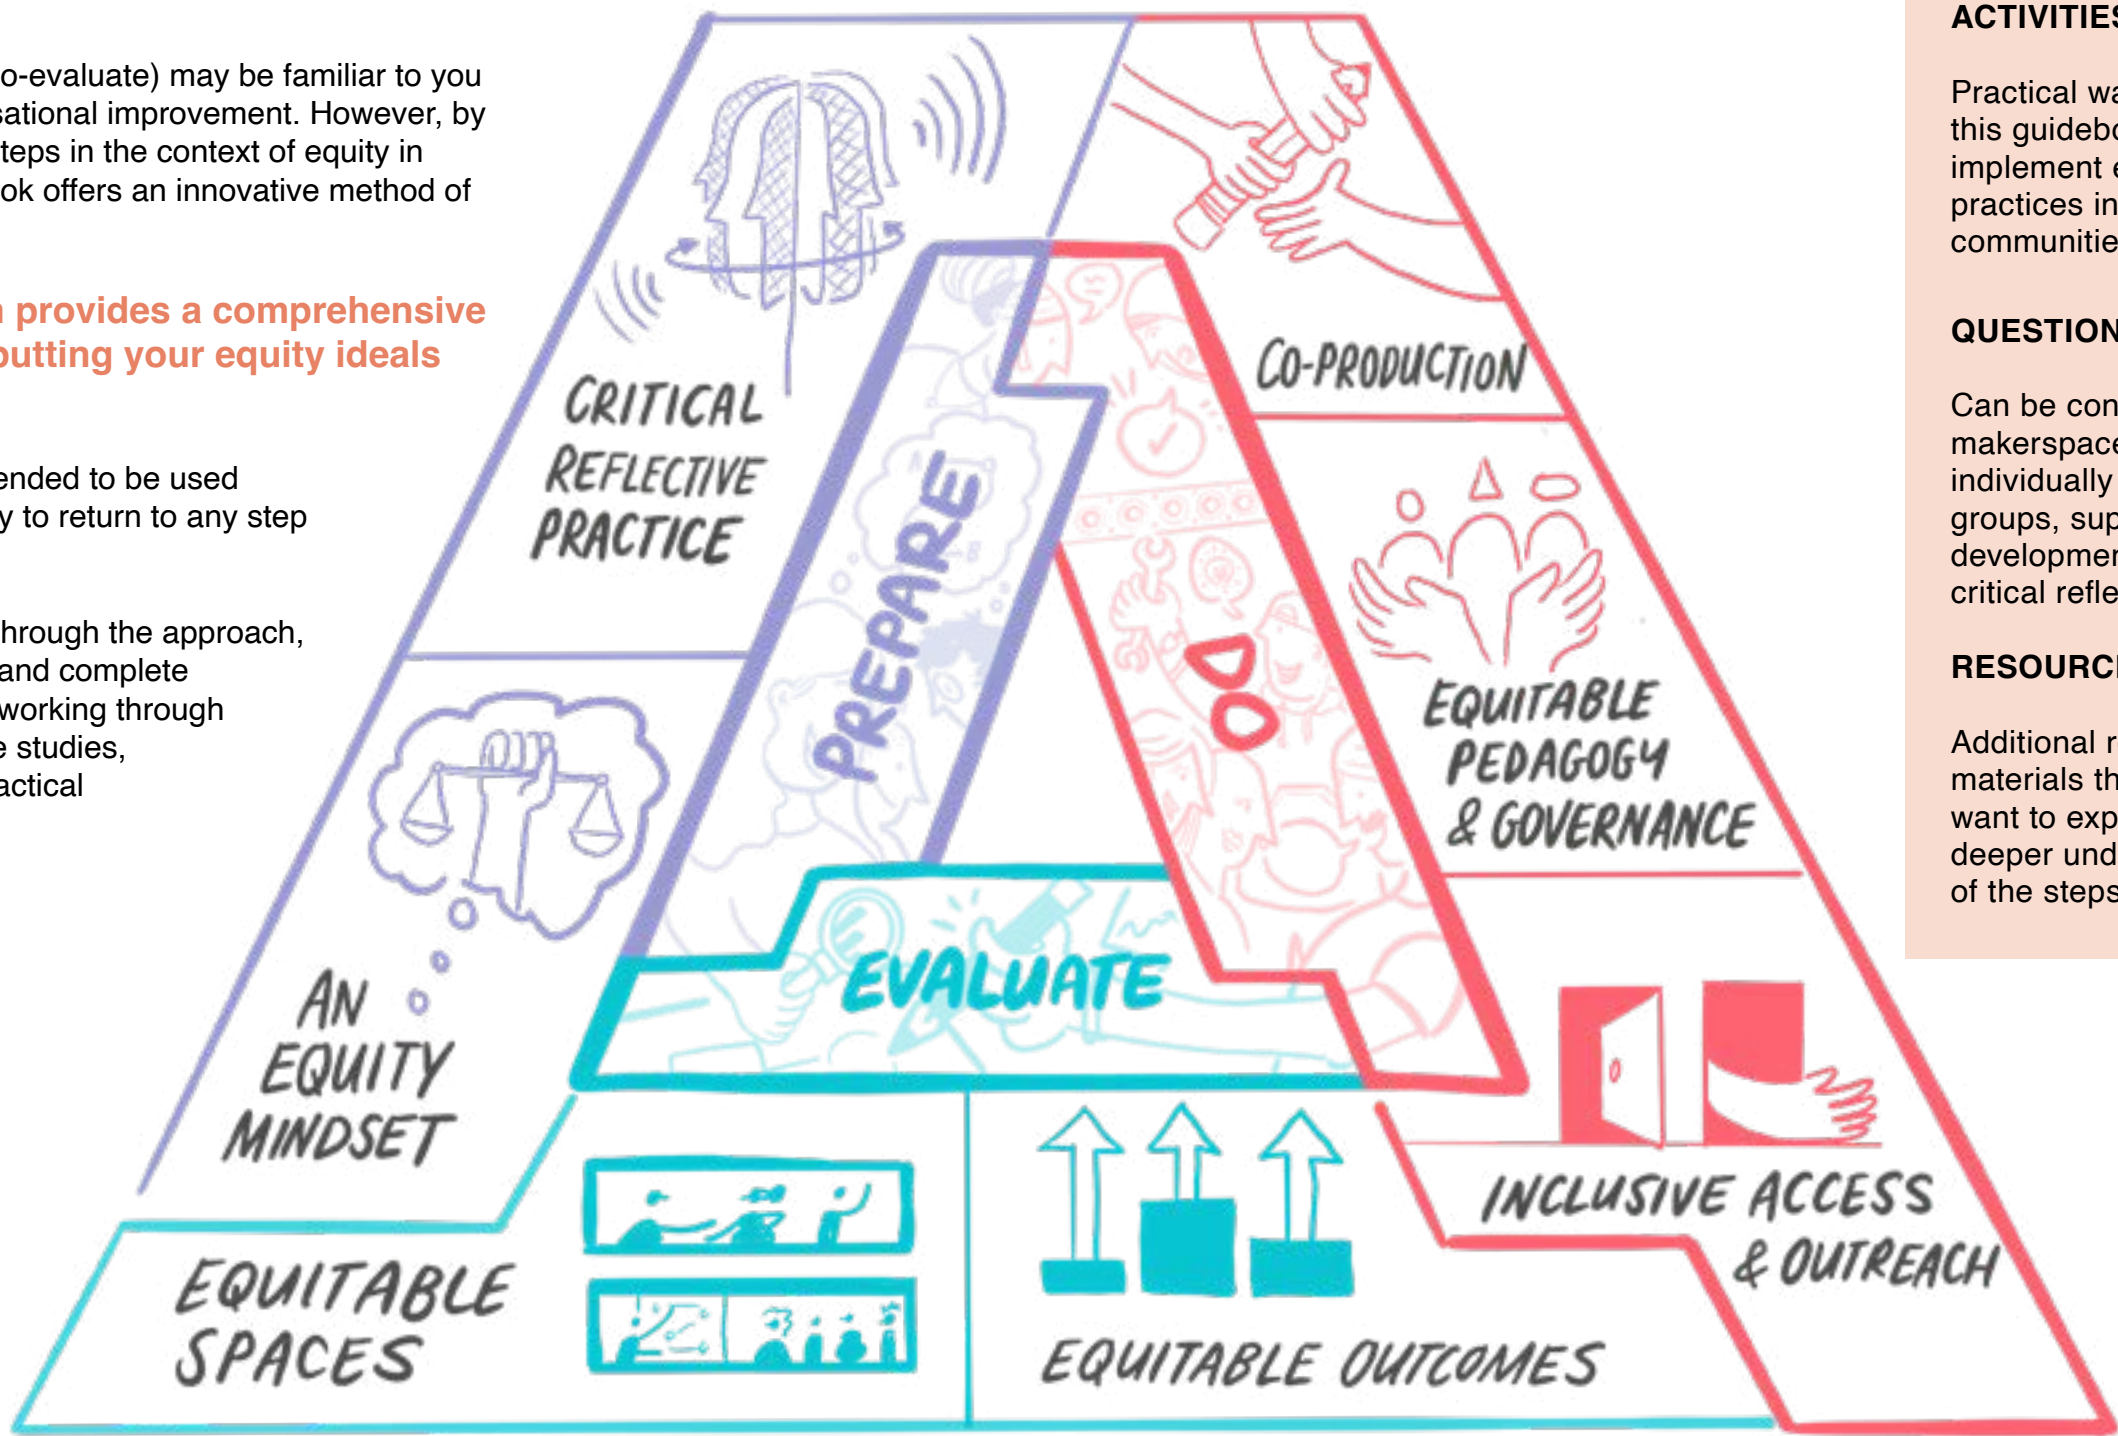 o-evaluate) may be familiar to you
sational improvement. However, by
teps in the context of equity in
ok offers an innovative method of
n provides a comprehensive
putting your equity ideals
ended to be used
y to return to any step
through the approach,
and complete
working through
e studies,
actical
CRITICAL
REFLECTIVE
PRACTICE
AN
EQUITY
MINDSET
PREPARE
DO
EVALUATE
CO-PRODUCTION
EQUITABLE
PEDAGOGY
& GOVERNANCE
INCLUSIVE ACCESS
& OUTREACH
EQUITABLE
SPACES
EQUITABLE OUTCOMES
ACTIVITIES
Practical wa
this guidebo
implement e
practices in
communitie
QUESTION
Can be con
makerspace
individually
groups, sup
developmen
critical refle
RESOURC
Additional r
materials th
want to exp
deeper und
of the steps